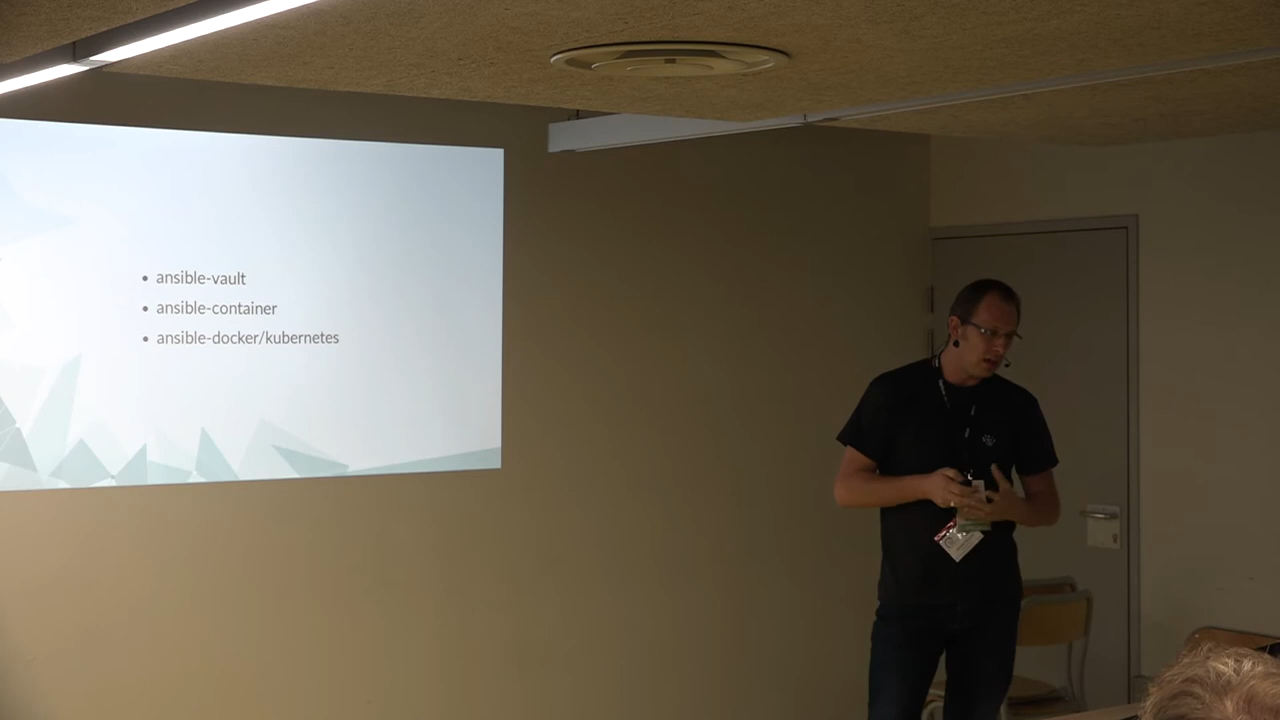 • ansible-vault
• ansible-container
• ansible-docker/kubernetes